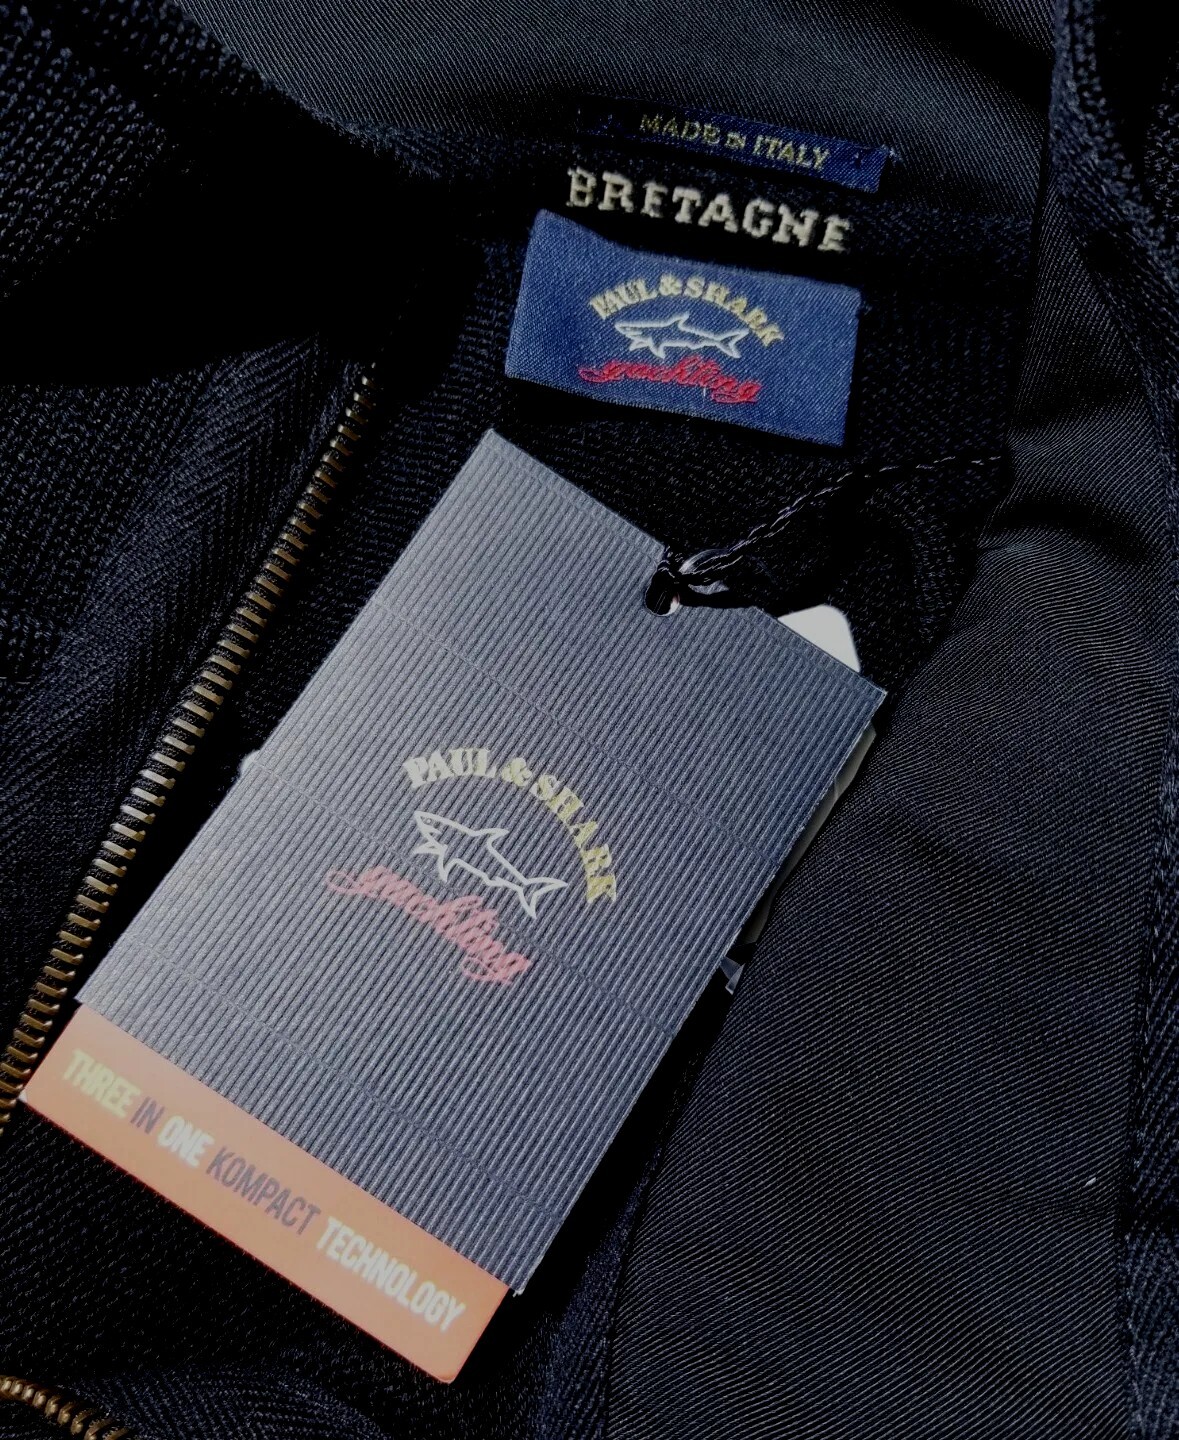 MADE IN ITALY
BRETAGNE
PAUL & SHARK
yachting
PAUL & SHARK
yachting
THREE IN ONE KOMPACT TECHNOLOGY